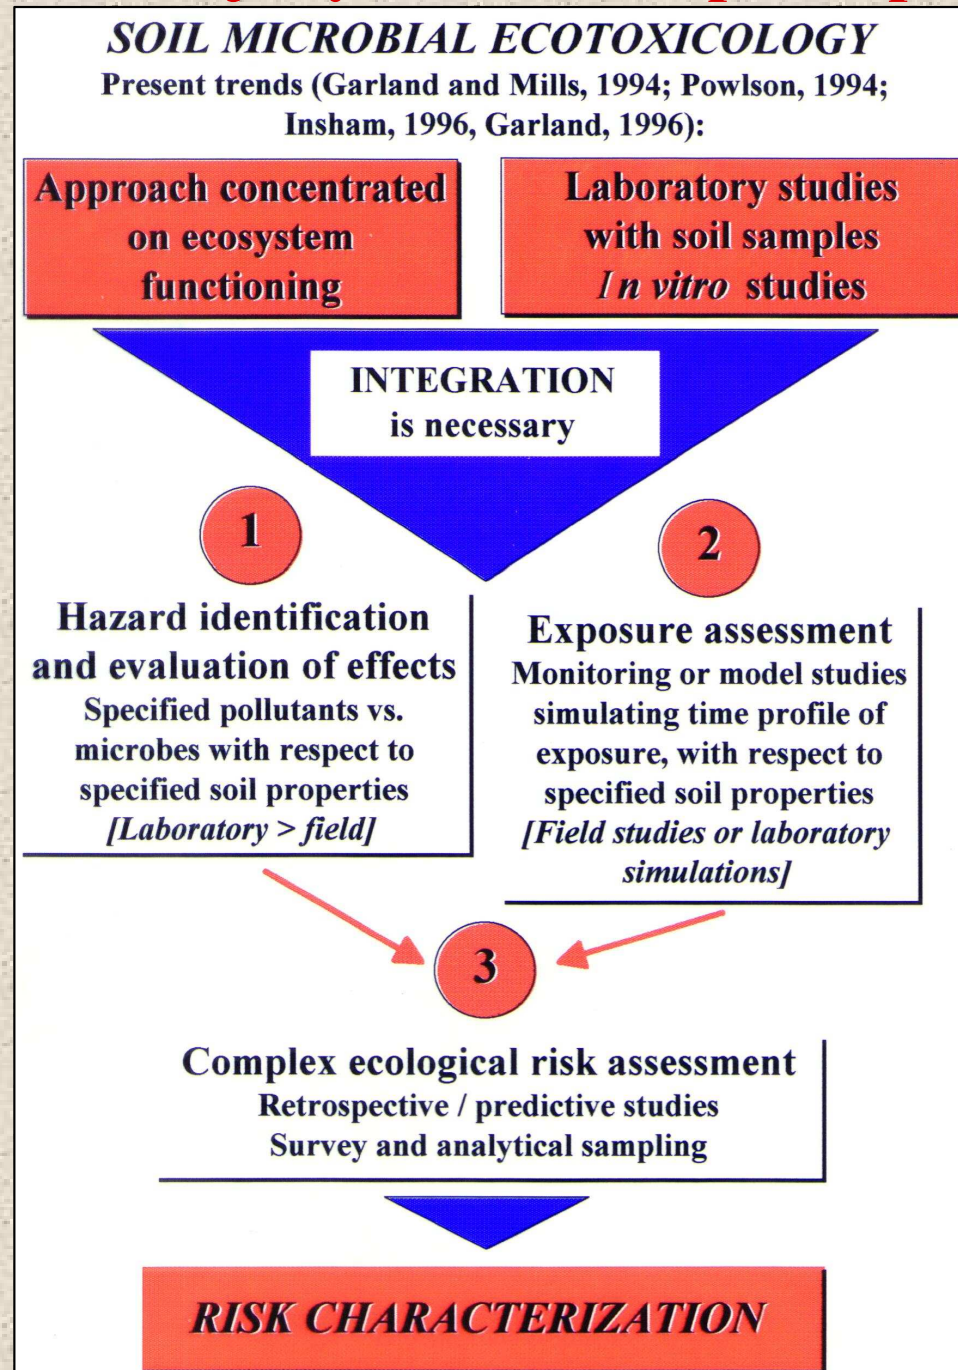 SOIL MICROBIAL ECOTOXICOLOGY
Present trends (Garland and Mills, 1994; Powlson, 1994;
Insham, 1996, Garland, 1996):
Approach concentrated
on ecosystem
functioning
Laboratory studies
with soil samples
In vitro studies
INTEGRATION
is necessary
1
Hazard identification
and evaluation of effects
Specified pollutants vs.
microbes with respect to
specified soil properties
[Laboratory > field]
2
Exposure assessment
Monitoring or model studies
simulating time profile of
exposure, with respect to
specified soil properties
[Field studies or laboratory
simulations]
3
Complex ecological risk assessment
Retrospective / predictive studies
Survey and analytical sampling
RISK CHARACTERIZATION